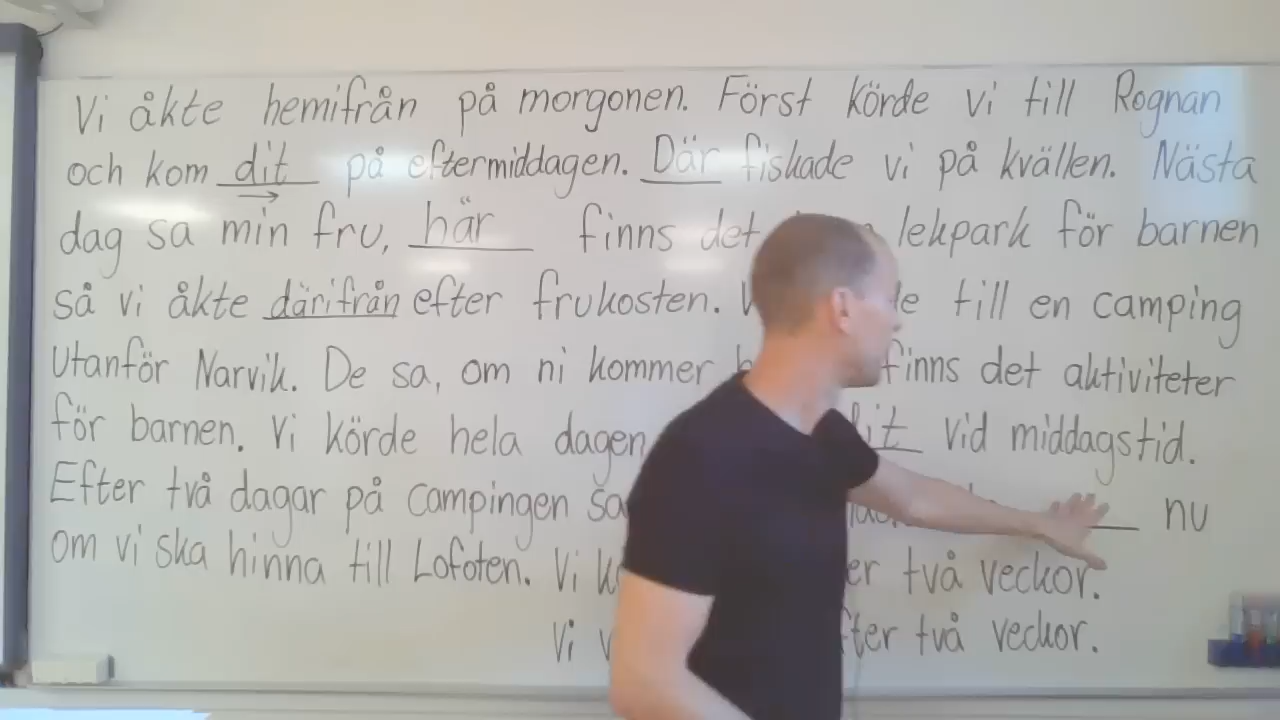 Vi åkte hemifrån på morgonen. Först körde vi till Rognan
och kom dit på eftermiddagen. Där fiskade vi på kvällen. Nästa
dag sa min fru, här finns det lekpark för barnen
så vi åkte därifrån efter frukosten. till en camping
Utanför Narvik. De sa, om ni kommer finns det aktiviteter
för barnen. Vi körde hela dagen vid middagstid.
Efter två dagar på campingen nu
om vi ska hinna till Lofoten. Vi två veckor.
Vi två veckor.